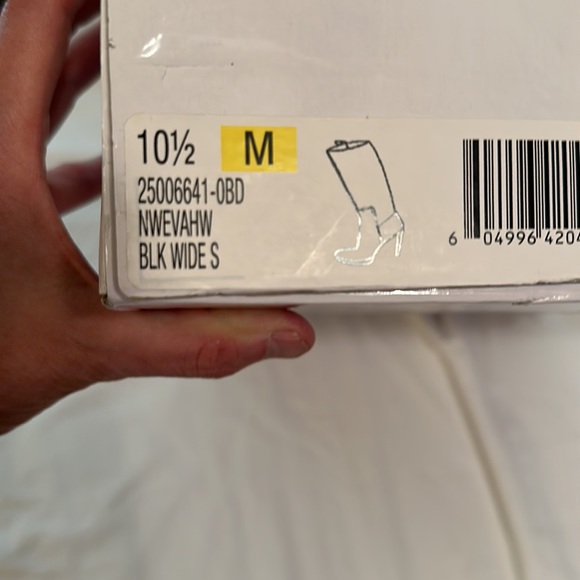 10½ M
25006641-0BD
NWEVAHW
BLK WIDE S
6 04996 4204